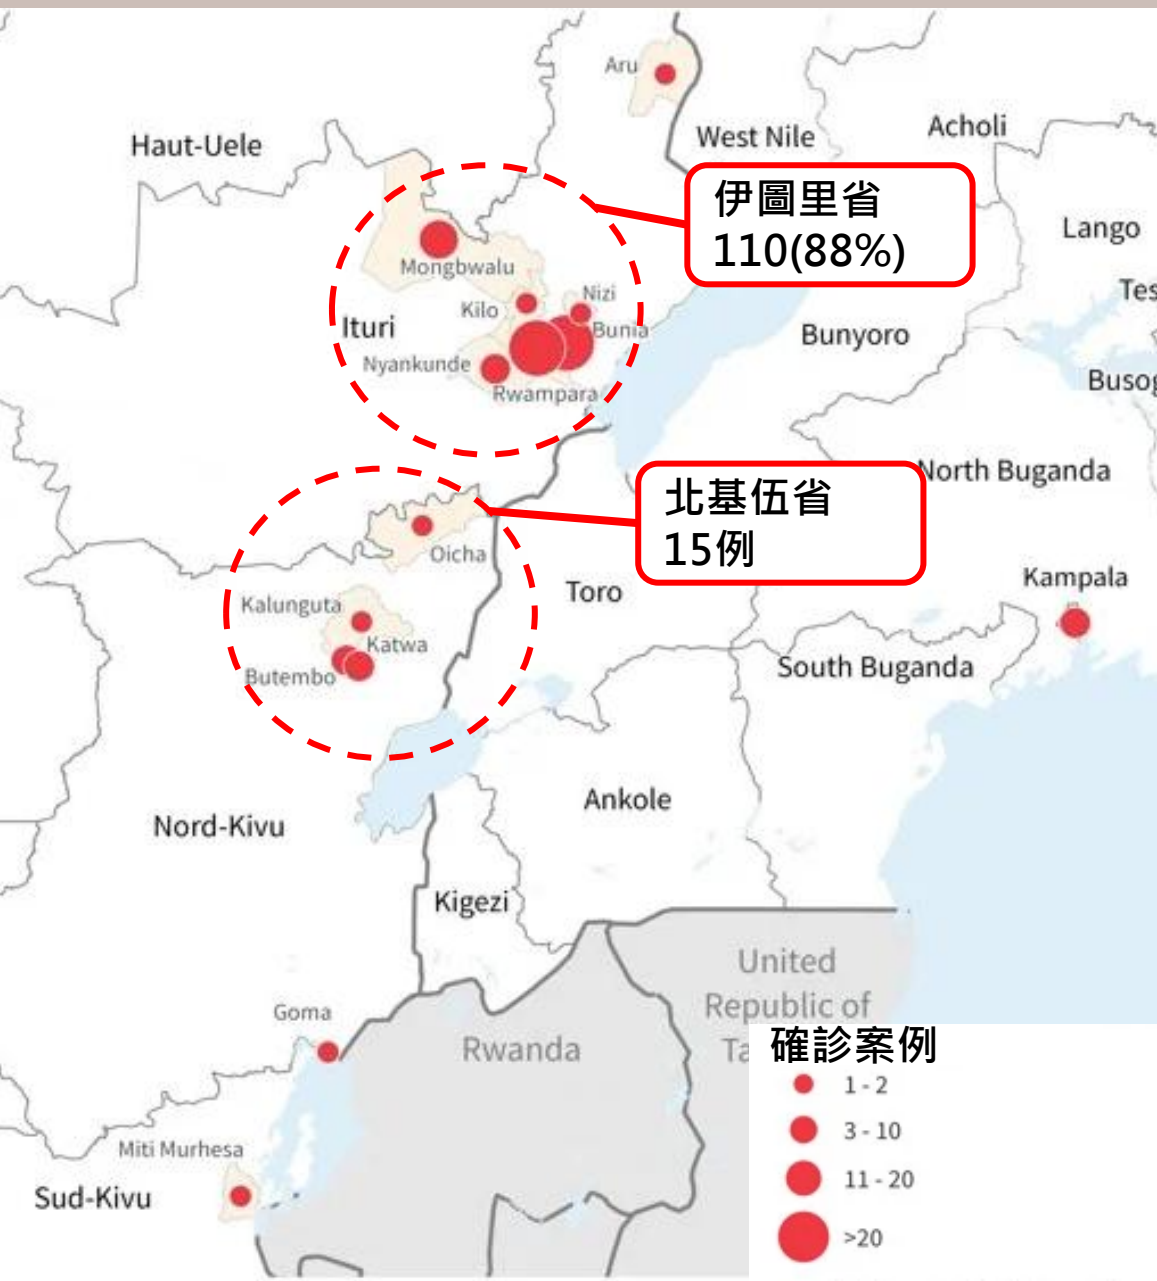 Aru
West Nile
Acholi
Haut-Uele
伊圖里省
110(88%)
Lango
Mongbwalu
Kilo
Nizi
Tes
Ituri
Bunia
Bunyoro
Nyankunde
Rwampara
Busog
北基伍省
15例
North Buganda
Oicha
Toro
Kampala
Kalunguta
Katwa
Butembo
South Buganda
Ankole
Nord-Kivu
Kigezi
United
Republic of
Ta
Goma
Rwanda
確診案例
1 - 2
3 - 10
11 - 20
>20
Miti Murhesa
Sud-Kivu